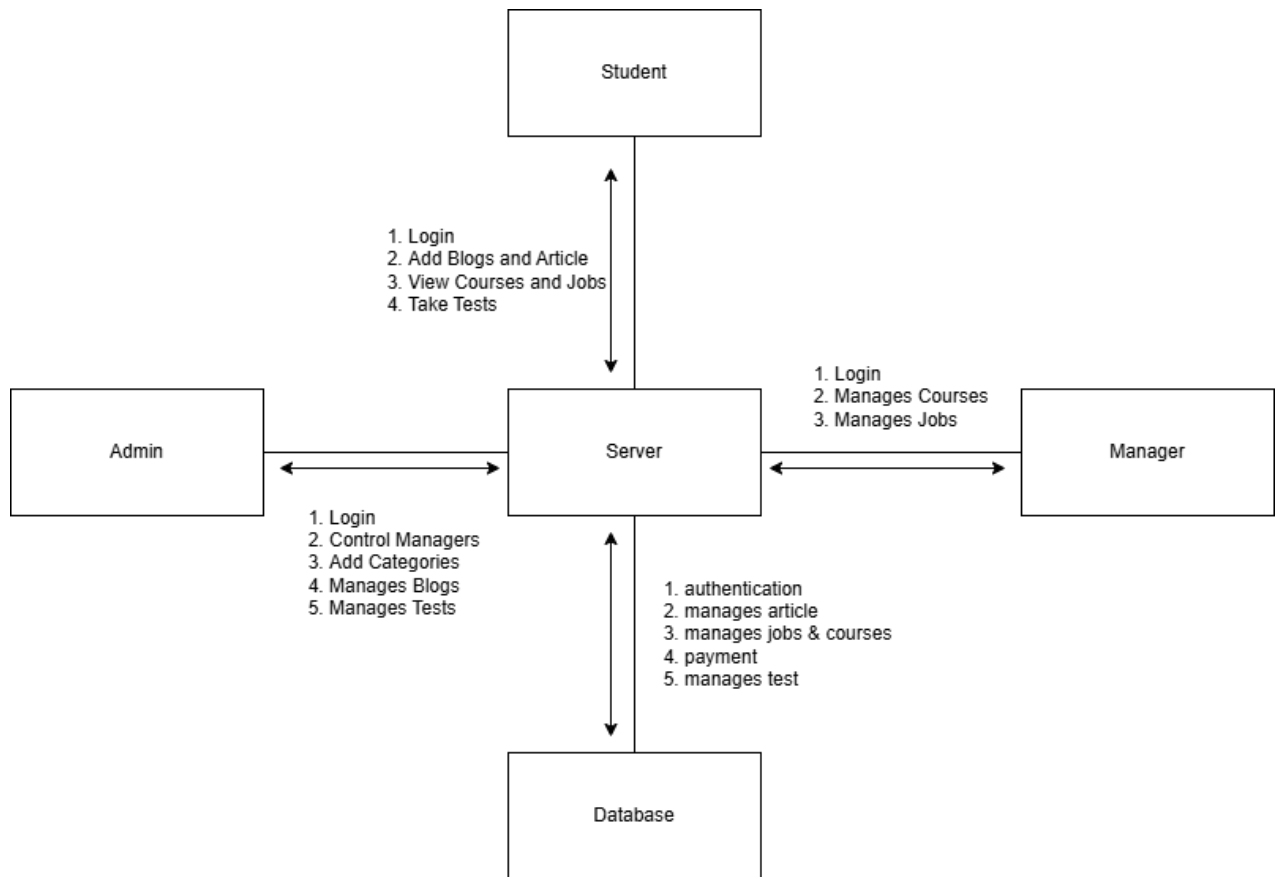 Student
1. Login
2. Add Blogs and Article
3. View Courses and Jobs
4. Take Tests
1. Login
2. Manages Courses
3. Manages Jobs
Admin
Server
Manager
1. Login
2. Control Managers
3. Add Categories
4. Manages Blogs
5. Manages Tests
1. authentication
2. manages article
3. manages jobs & courses
4. payment
5. manages test
Database